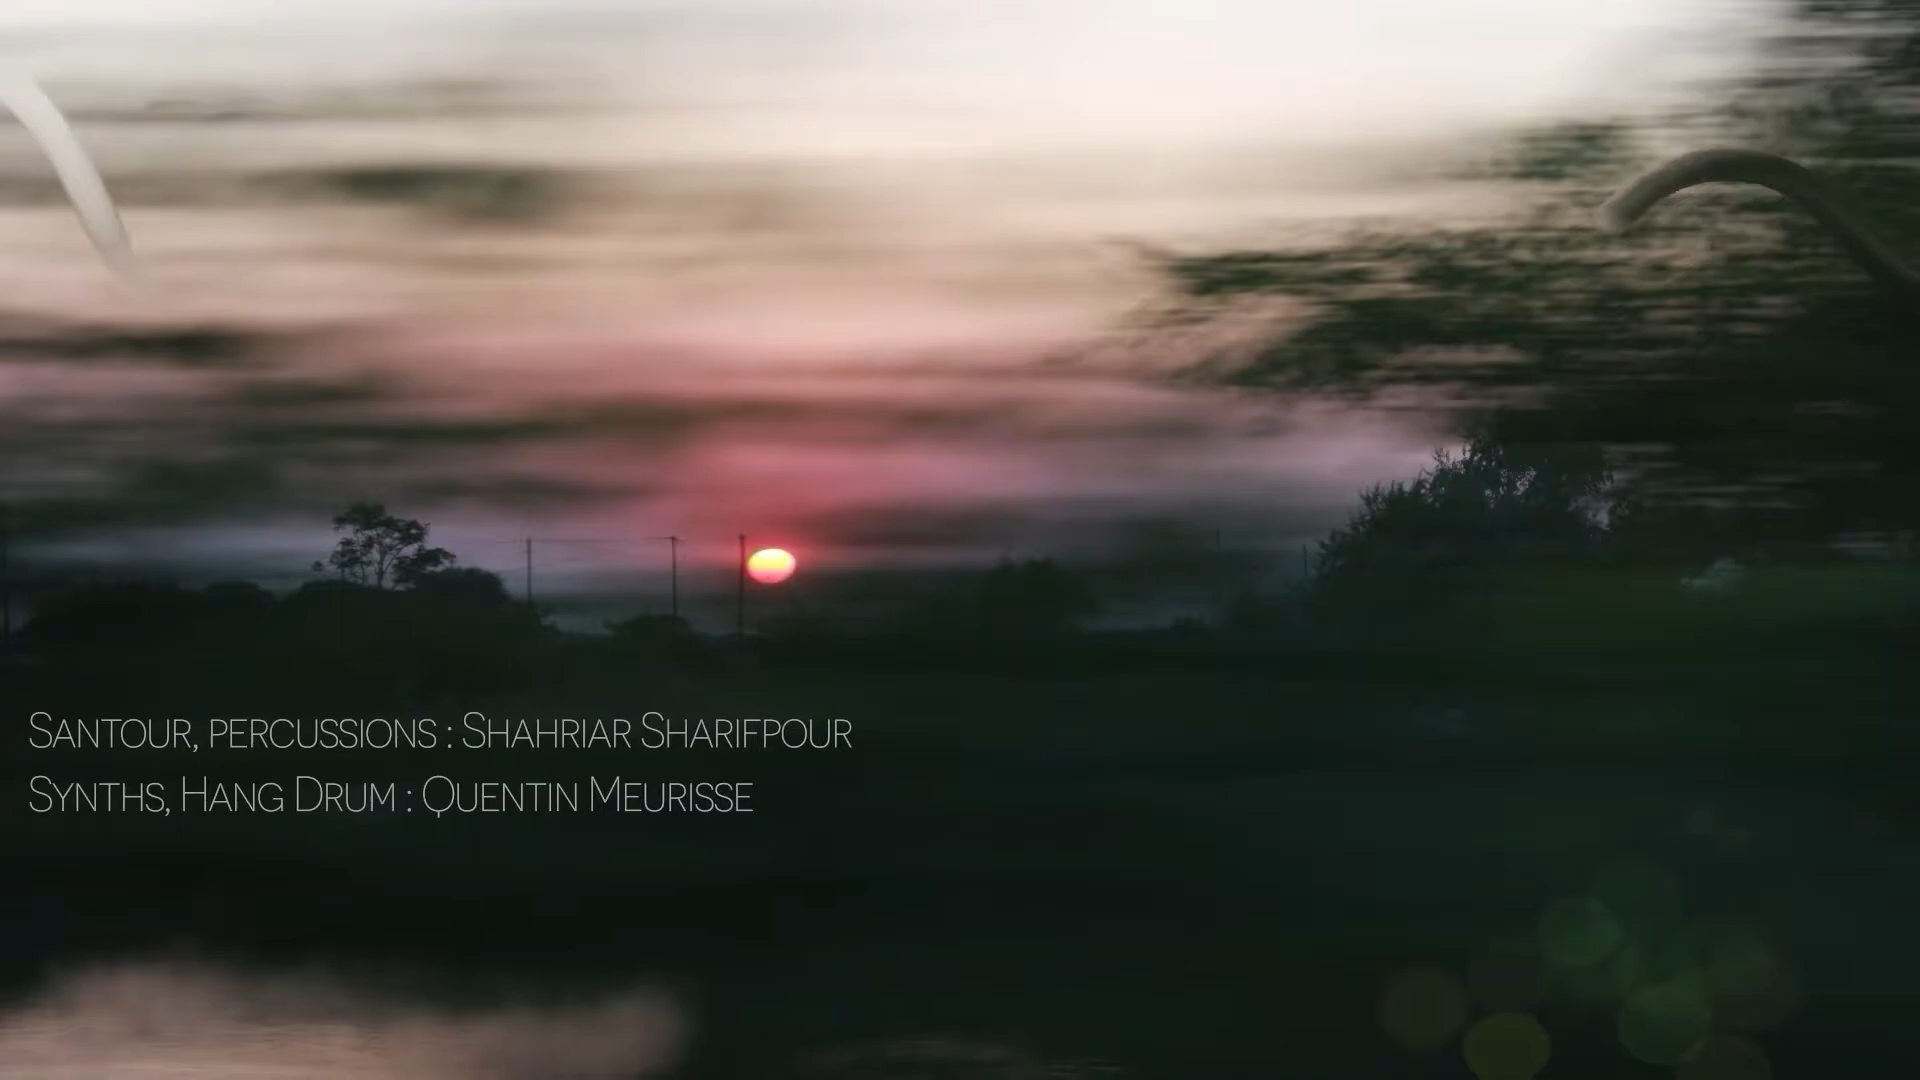 Santour, percussions : Shahriar Sharifpour
Synths, Hang Drum : Quentin Meurisse